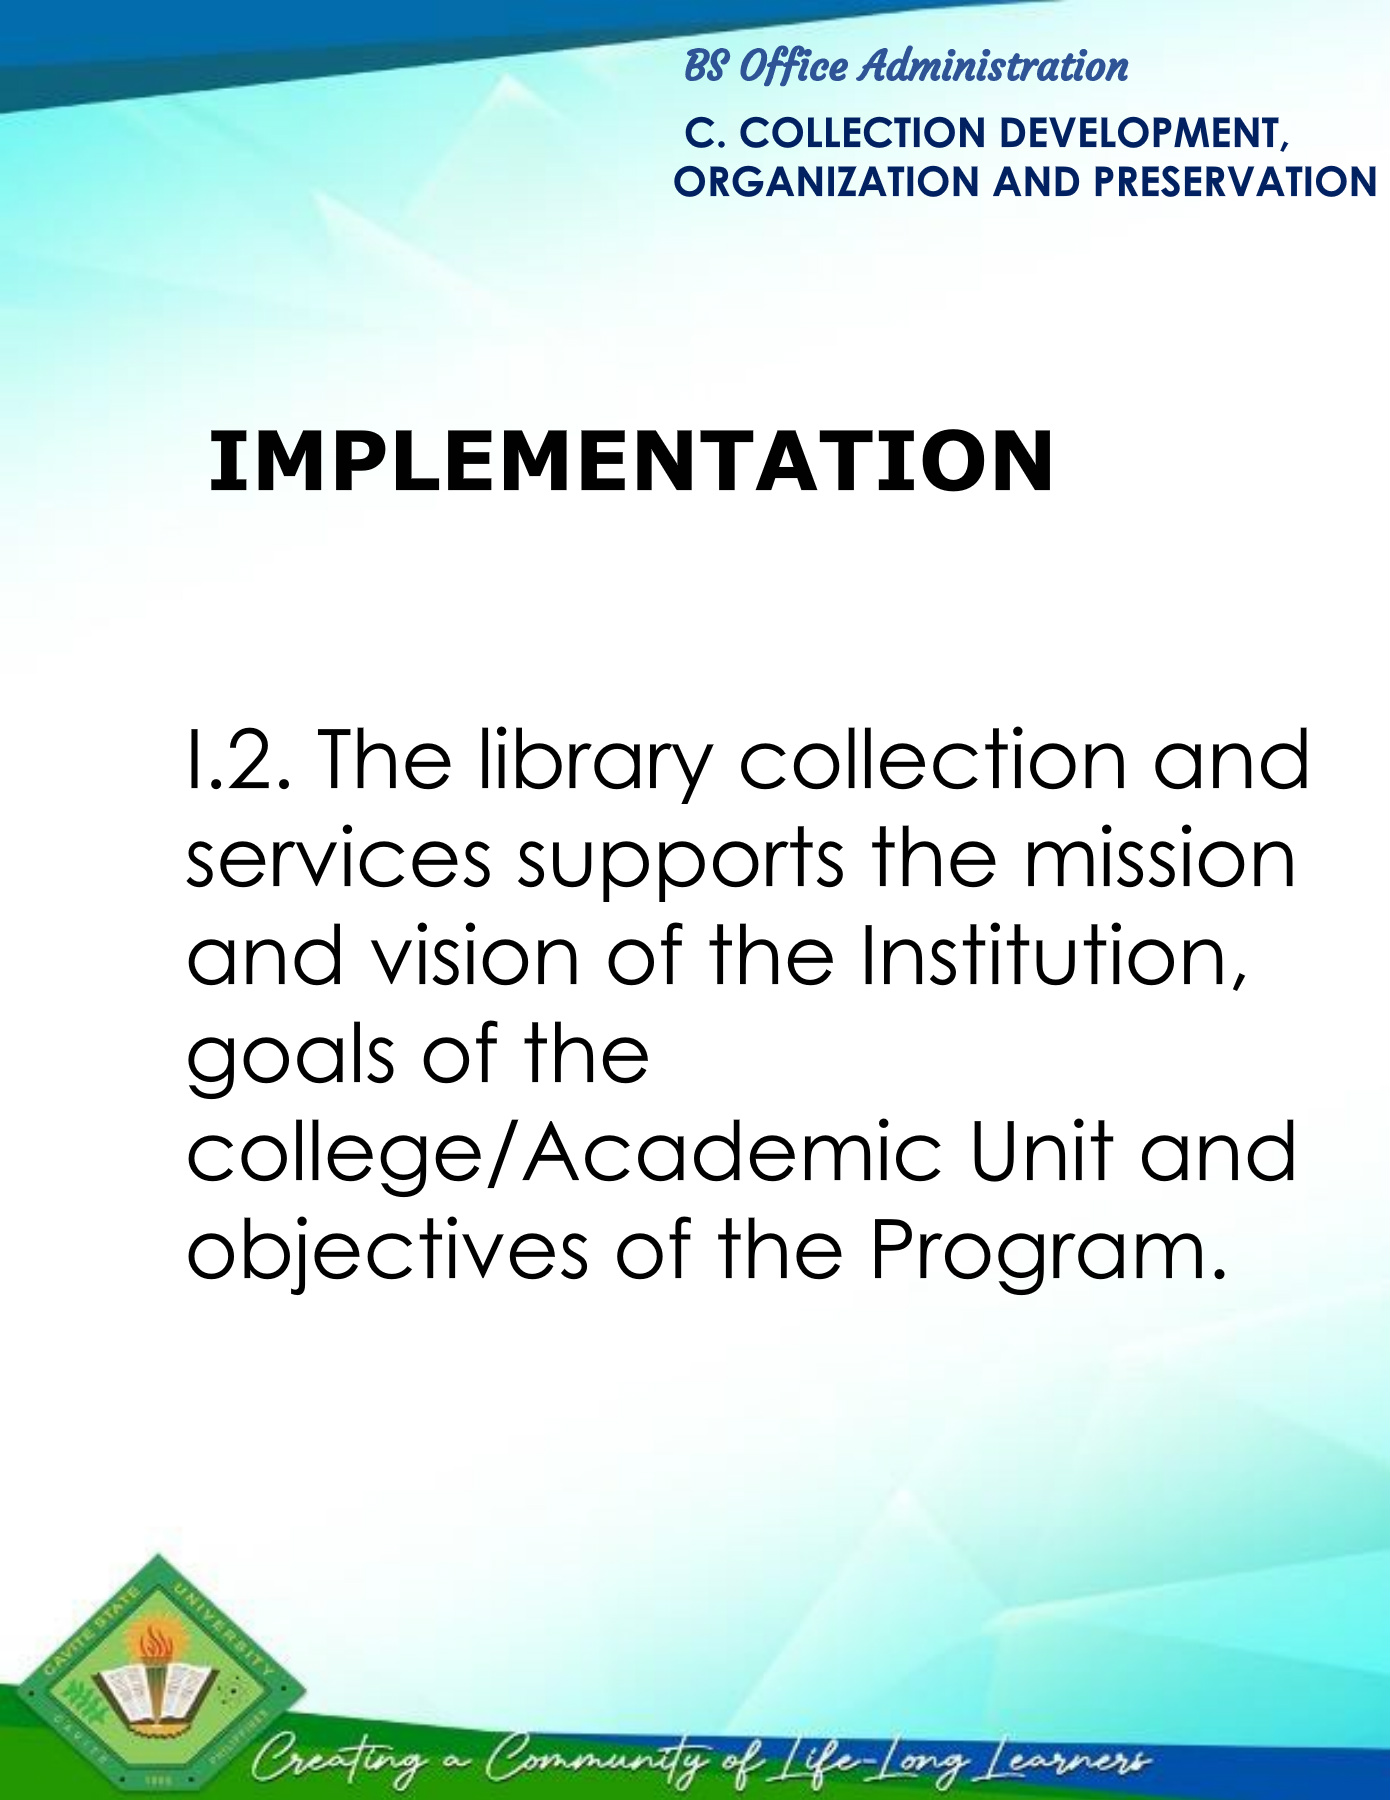 BS Office Administration
C. COLLECTION DEVELOPMENT,
ORGANIZATION AND PRESERVATION
IMPLEMENTATION
I.2. The library collection and
services supports the mission
and vision of the Institution,
goals of the
college/Academic Unit and
objectives of the Program.
CAVITE STATE UNIVERSITY
CAVITE PHILIPPINES
Creating a Community of Life-Long Learners